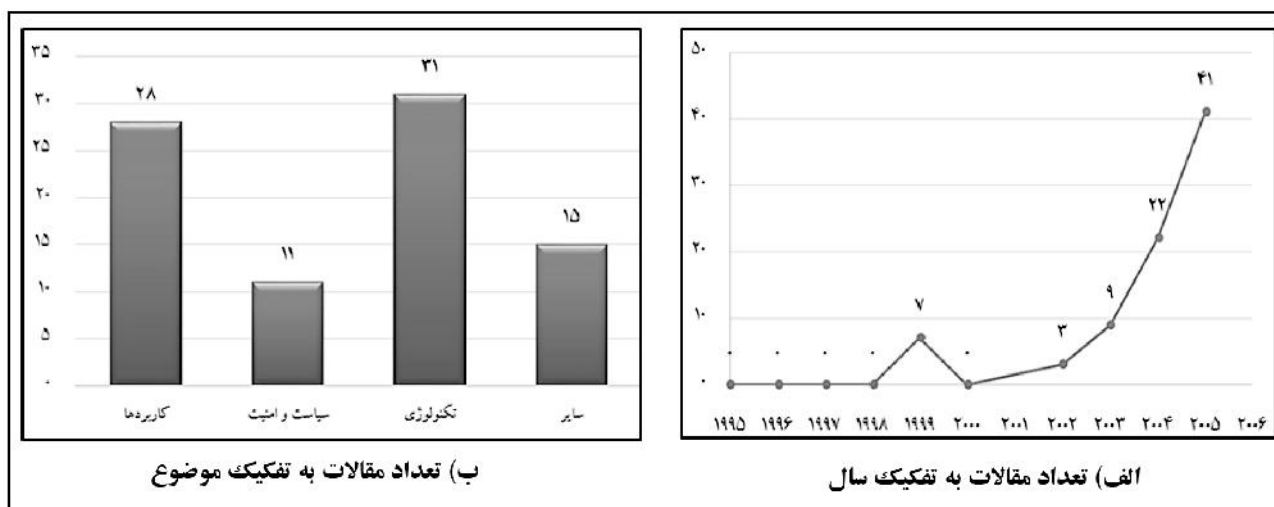 ۵۰
۴۰
۳۰
۲۰
۱۰
۰
۰ ۰ ۰ ۰ ۷ ۰ ۳ ۹ ۲۲ ۴۱
۱۹۹۵ ۱۹۹۶ ۱۹۹۷ ۱۹۹۸ ۱۹۹۹ ۲۰۰۰ ۲۰۰۱ ۲۰۰۲ ۲۰۰۳ ۲۰۰۴ ۲۰۰۵ ۲۰۰۶
الف) تعداد مقالات به تفکیک سال
۳۵
۳۰
۲۵
۲۰
۱۵
۱۰
۵
۰
۲۸ ۱۱ ۳۱ ۱۵
کاربردها سیاست و امنیت تکنولوژی سایر
ب) تعداد مقالات به تفکیک موضوع